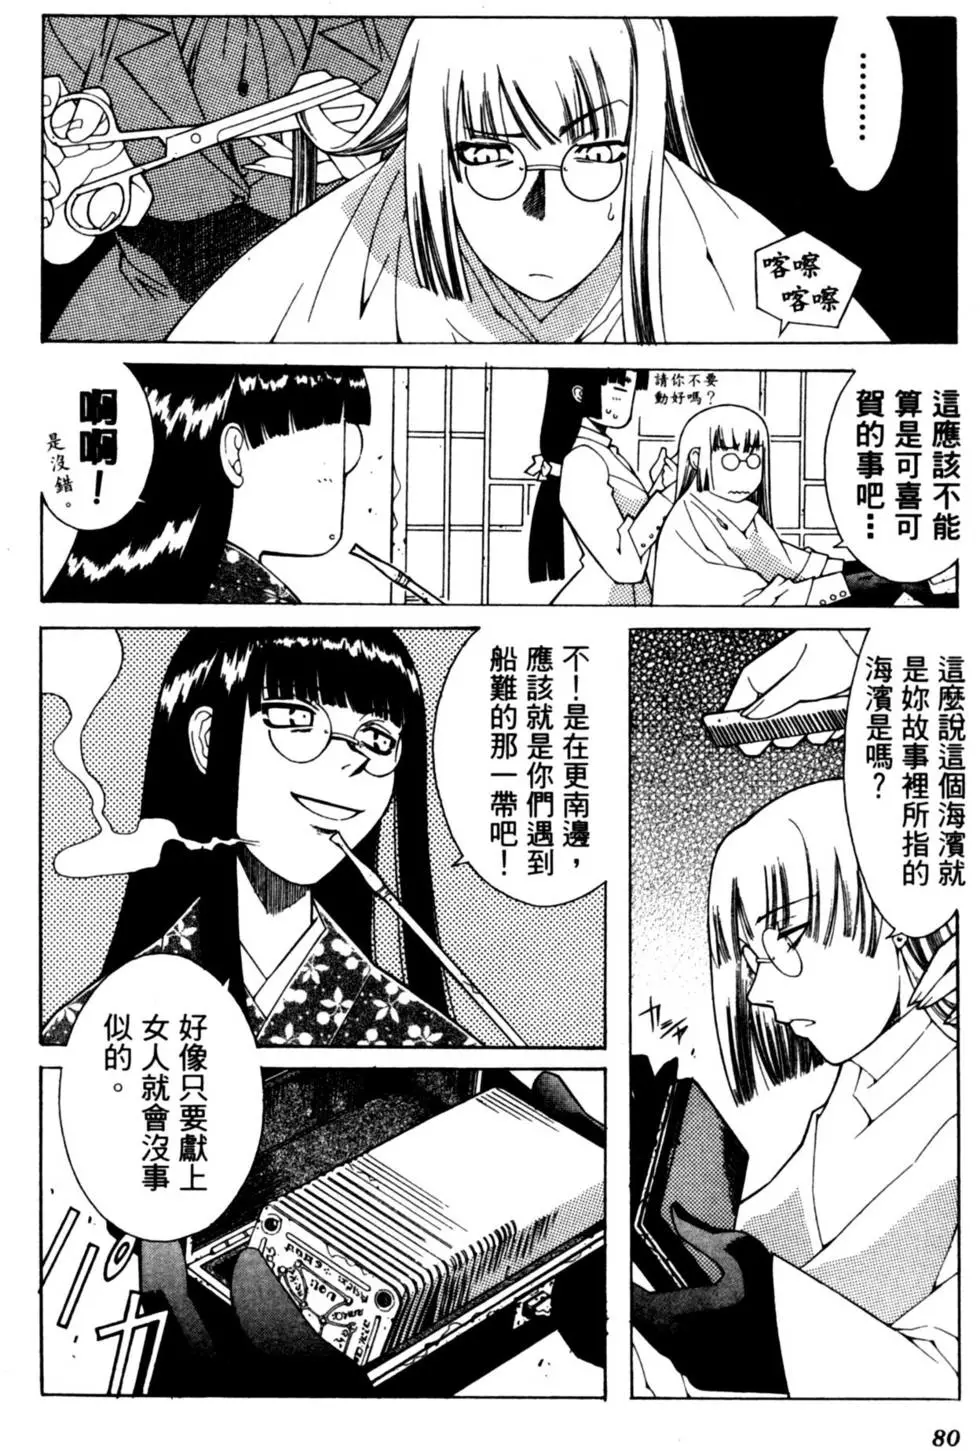 ………
喀嚓
喀嚓
這應該不能
算是可喜可
賀的事吧…
請你不要
動好嗎？
啊啊！
是沒錯。
這麼說這個海濱就
是妳故事裡所指的
海濱是嗎？
不！是在更南邊，
應該就是你們遇到
船難的那一帶吧！
好像只要獻上
女人就會沒事
似的。
パカ
80